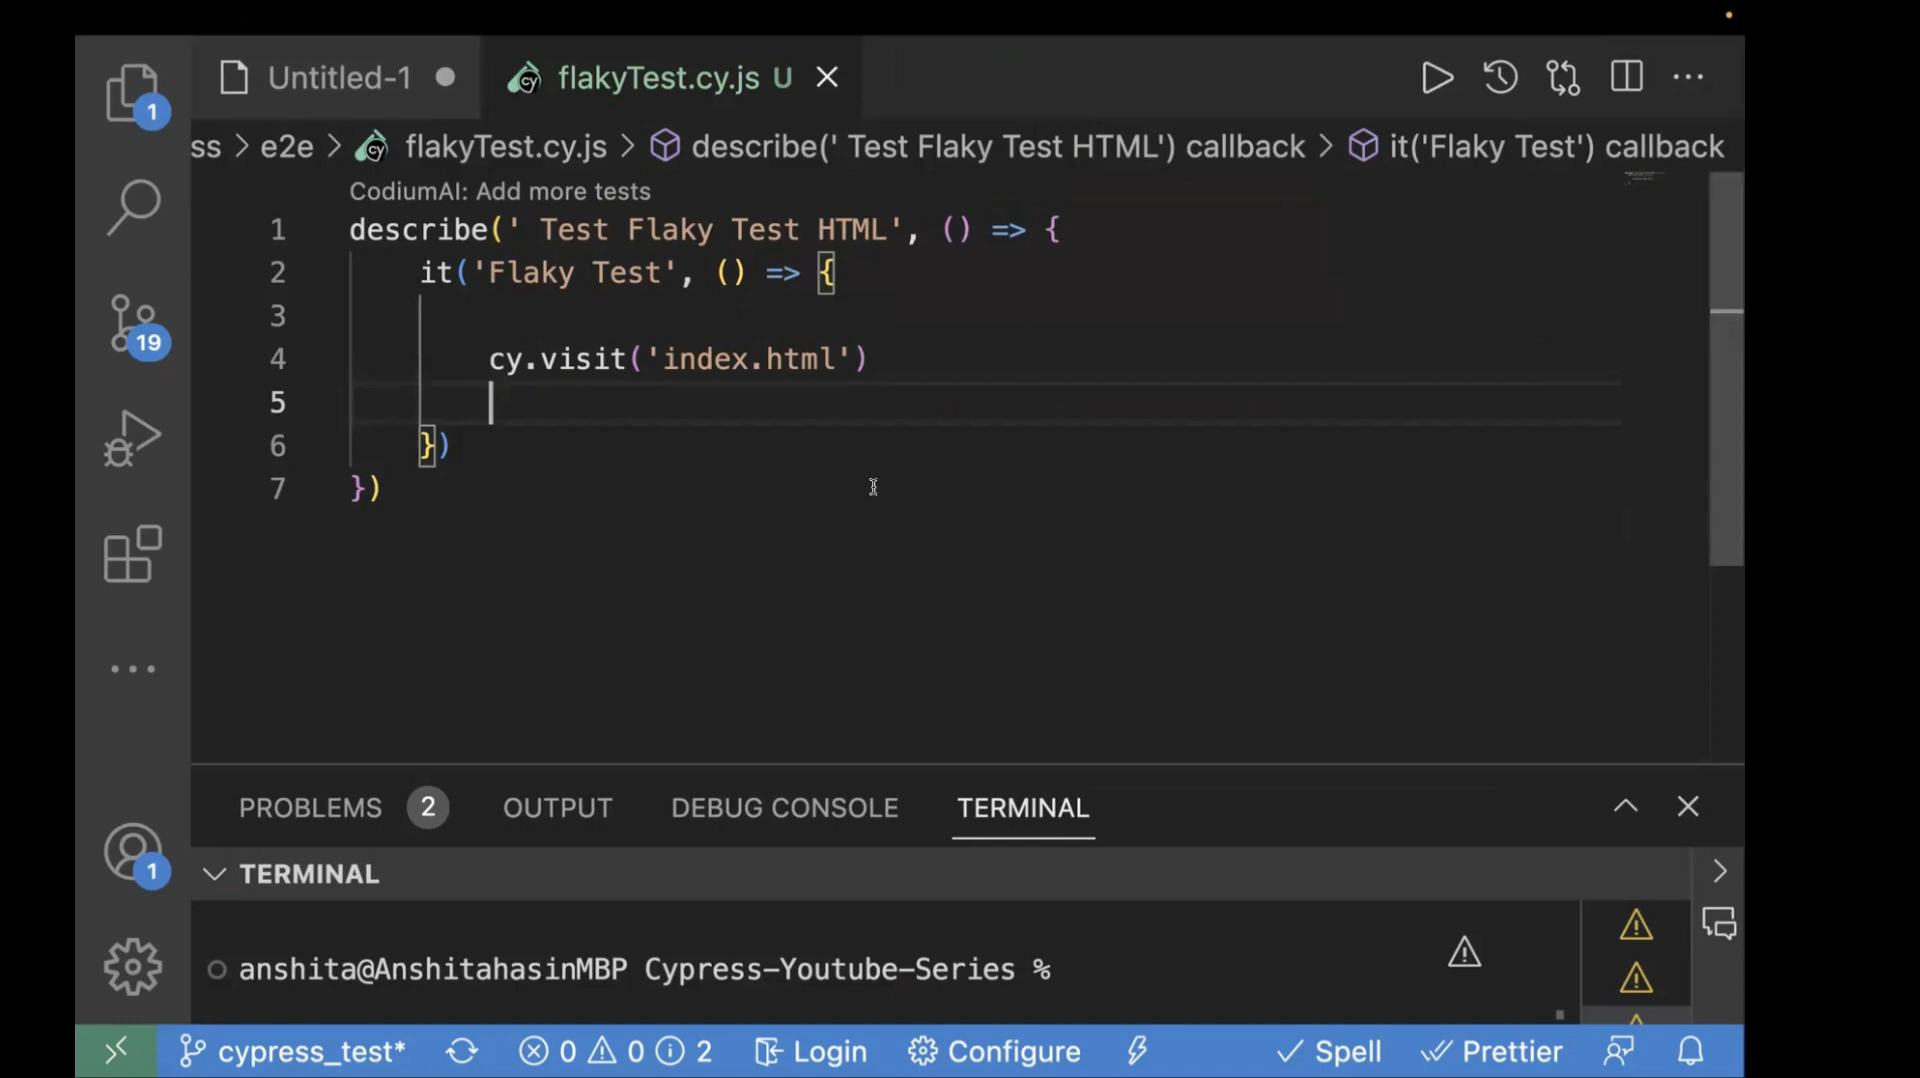 Untitled-1
flakyTest.cy.js U
1
ss > e2e > flakyTest.cy.js > describe(' Test Flaky Test HTML') callback > it('Flaky Test') callback
CodiumAI: Add more tests
1 describe(' Test Flaky Test HTML', () => {
2 it('Flaky Test', () => {
3
4 cy.visit('index.html')
5
6 })
7 })
19
PROBLEMS 2 OUTPUT DEBUG CONSOLE TERMINAL
1
TERMINAL
anshita@AnshitahasinMBP Cypress-Youtube-Series %
cypress_test* 0 0 2 Login Configure Spell Prettier